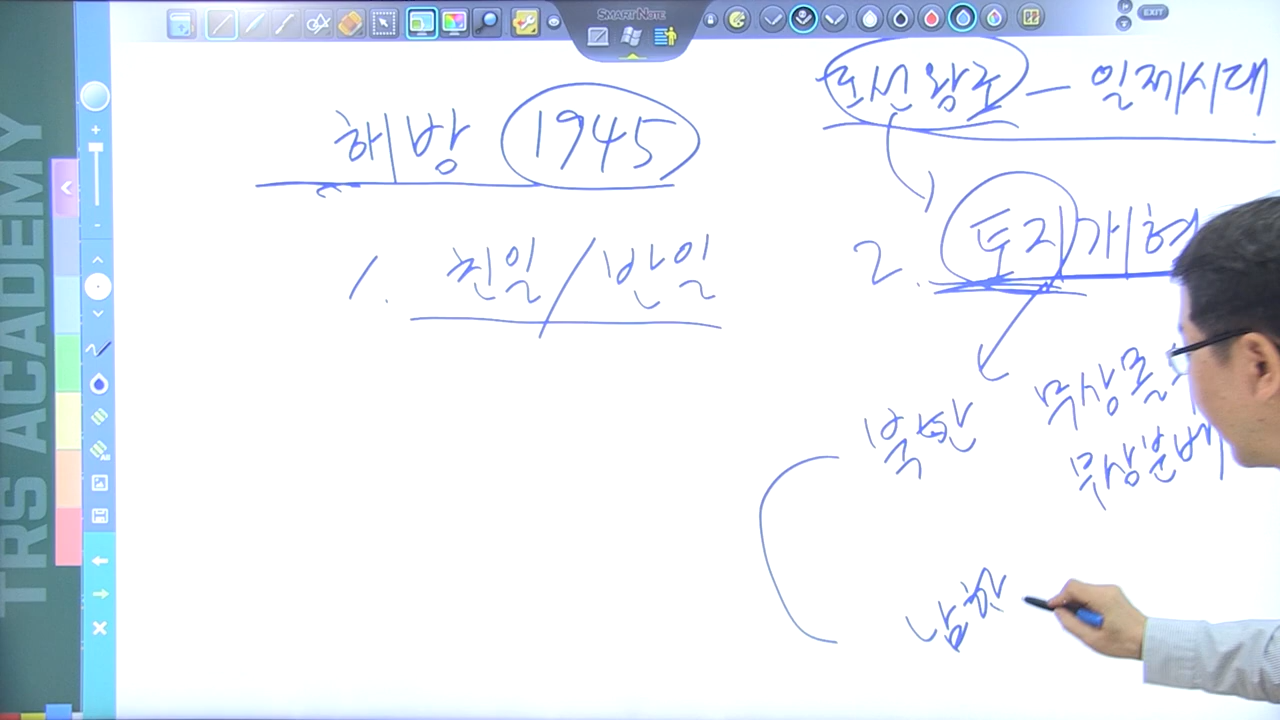 SMART NOTE
EXIT
TRS ACADEMY
해방 1945
조선왕조 - 일제시대
1. 친일/반일
2. 토지개혁
북한 무상몰수
무상분배
남한